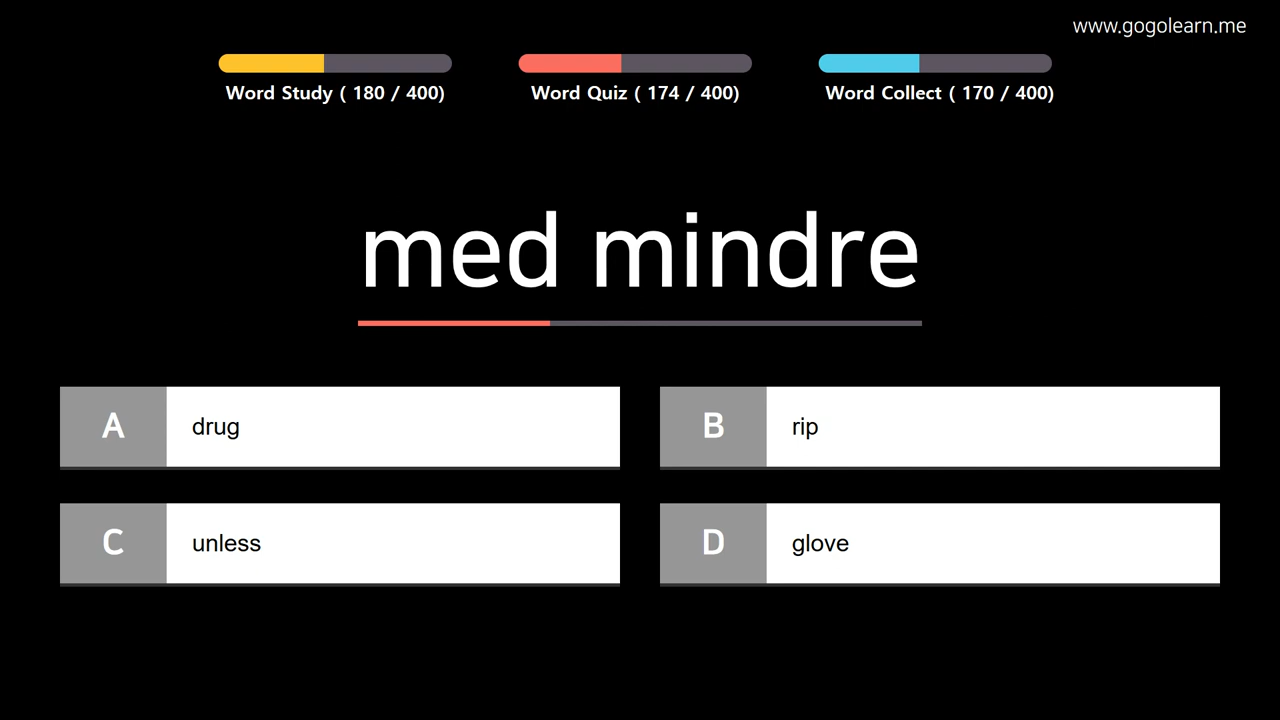 www.gogolearn.me
Word Study ( 180 / 400)
Word Quiz ( 174 / 400)
Word Collect ( 170 / 400)
med mindre
A drug
B rip
C unless
D glove